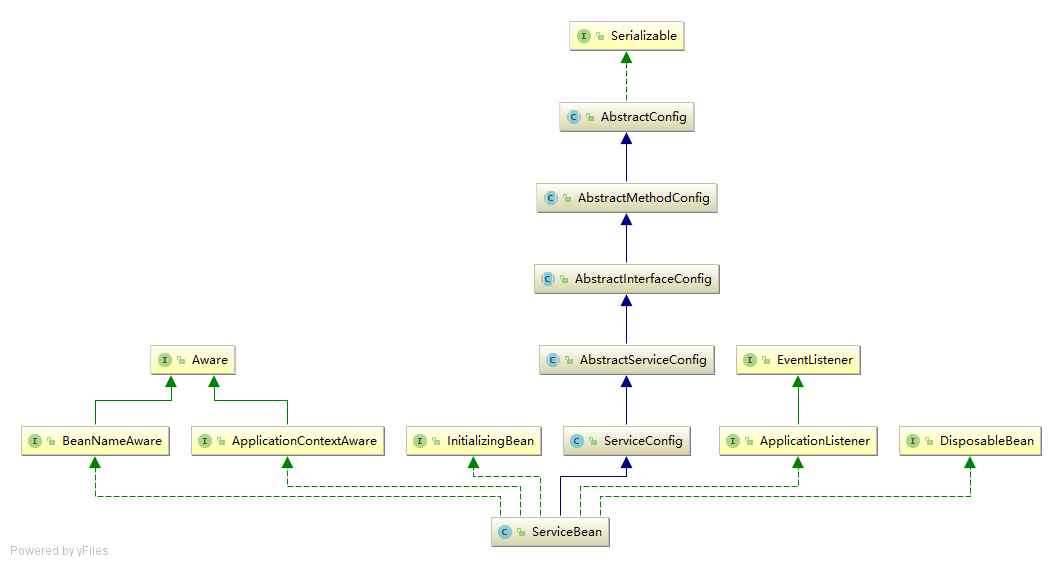 Serializable
AbstractConfig
AbstractMethodConfig
AbstractInterfaceConfig
Aware
AbstractServiceConfig
EventListener
BeanNameAware
ApplicationContextAware
InitializingBean
ServiceConfig
ApplicationListener
DisposableBean
ServiceBean
Powered by yFiles